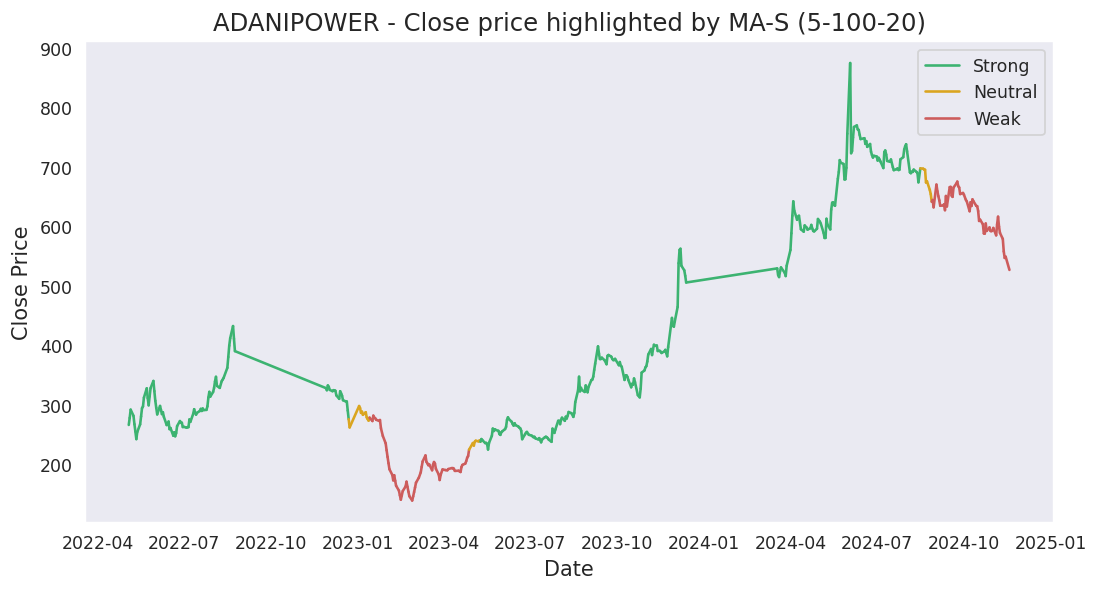 ADANIPOWER - Close price highlighted by MA-S (5-100-20)
900
800
700
600
500
400
300
200
Close Price
Strong
Neutral
Weak
2022-04 2022-07 2022-10 2023-01 2023-04 2023-07 2023-10 2024-01 2024-04 2024-07 2024-10 2025-01
Date